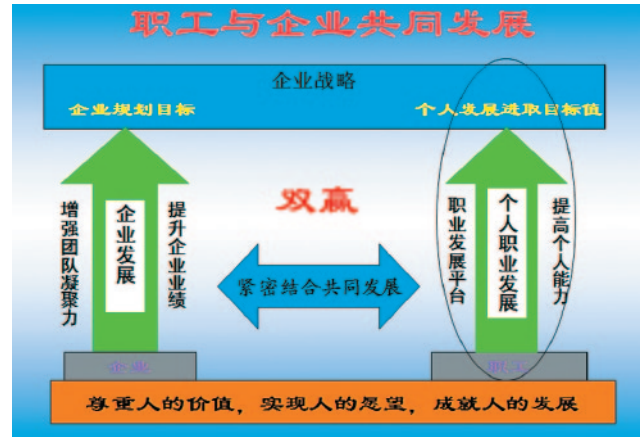 职工与企业共同发展
企业战略
企业规划目标
个人发展进取目标值
双赢
增强团队凝聚力
企业发展
提升企业业绩
紧密结合共同发展
职业发展平台
个人职业发展
提高个人能力
企业
职工
尊重人的价值，实现人的愿望，成就人的发展